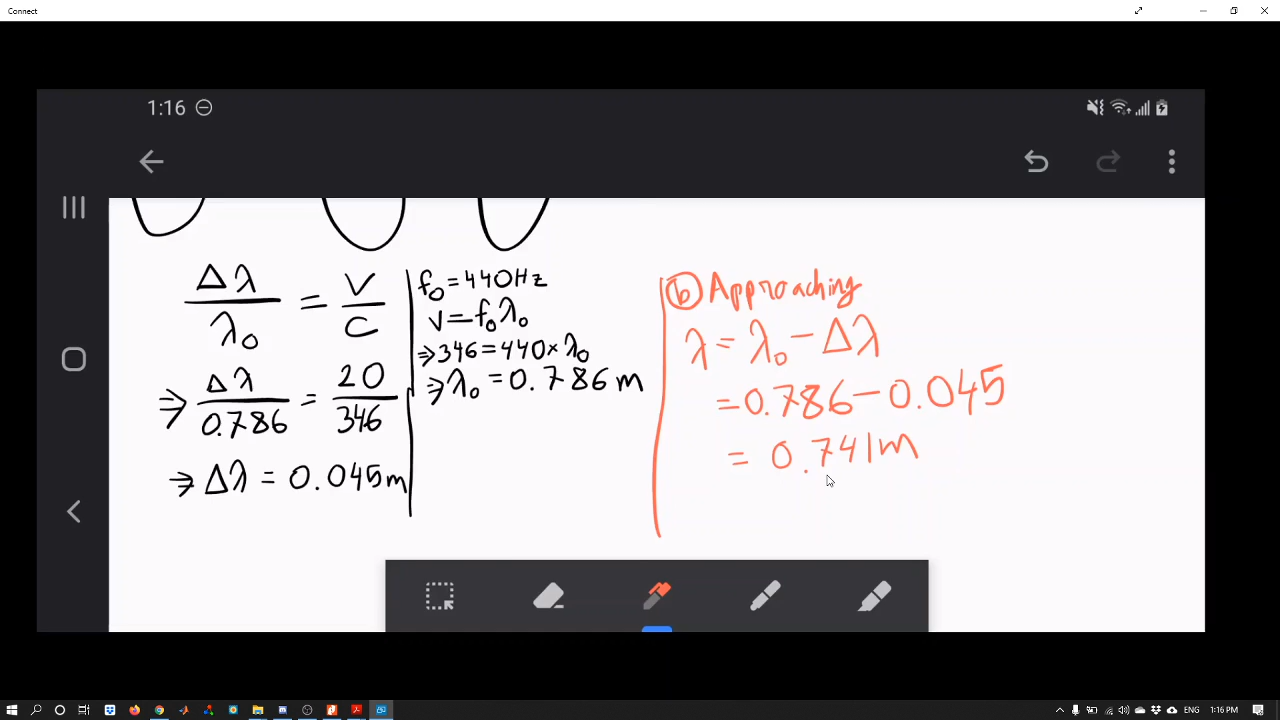 Connect
1:16
Δλ/λ₀ = V/C
⇒ Δλ/0.786 = 20/346
⇒ Δλ = 0.045m
f₀ = 440Hz
V = f₀λ₀
⇒ 346 = 440 × λ₀
⇒ λ₀ = 0.786 m
ⓑ Approaching
λ = λ₀ − Δλ
= 0.786 − 0.045
= 0.741m
ENG 1:16 PM